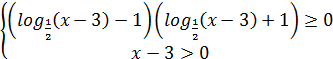 {((log_{1/2}(x − 3) − 1)(log_{1/2}(x − 3) + 1) ≥ 0
x − 3 > 0